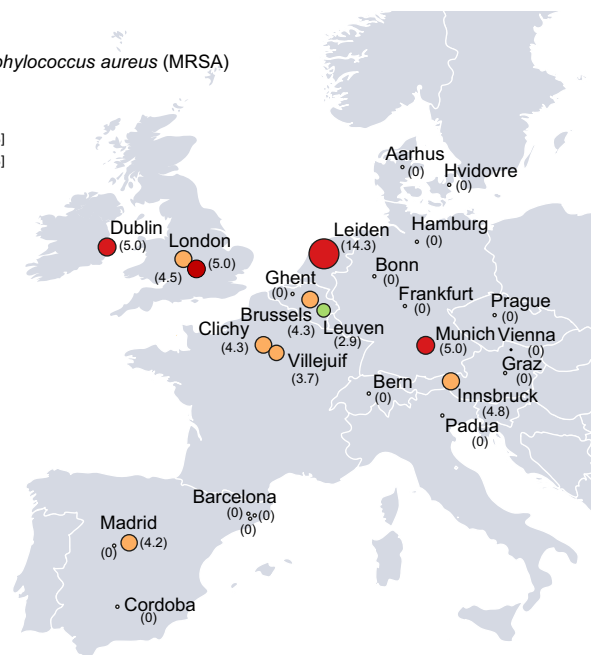 phylococcus aureus (MRSA)
]
]
Aarhus
(0)
Hvidovre
(0)
Dublin
(5.0)
London
(5.0)
(4.5)
Leiden
(14.3)
Hamburg
(0)
Ghent
(0)
Bonn
(0)
Brussels
(4.3)
Leuven
(2.9)
Frankfurt
(0)
Prague
(0)
Clichy
(4.3)
Villejuif
(3.7)
Munich
(5.0)
Vienna
(0)
Graz
(0)
Bern
(0)
Innsbruck
(4.8)
Padua
(0)
Barcelona
(0)
(0)
(0)
Madrid
(0)
(4.2)
Cordoba
(0)